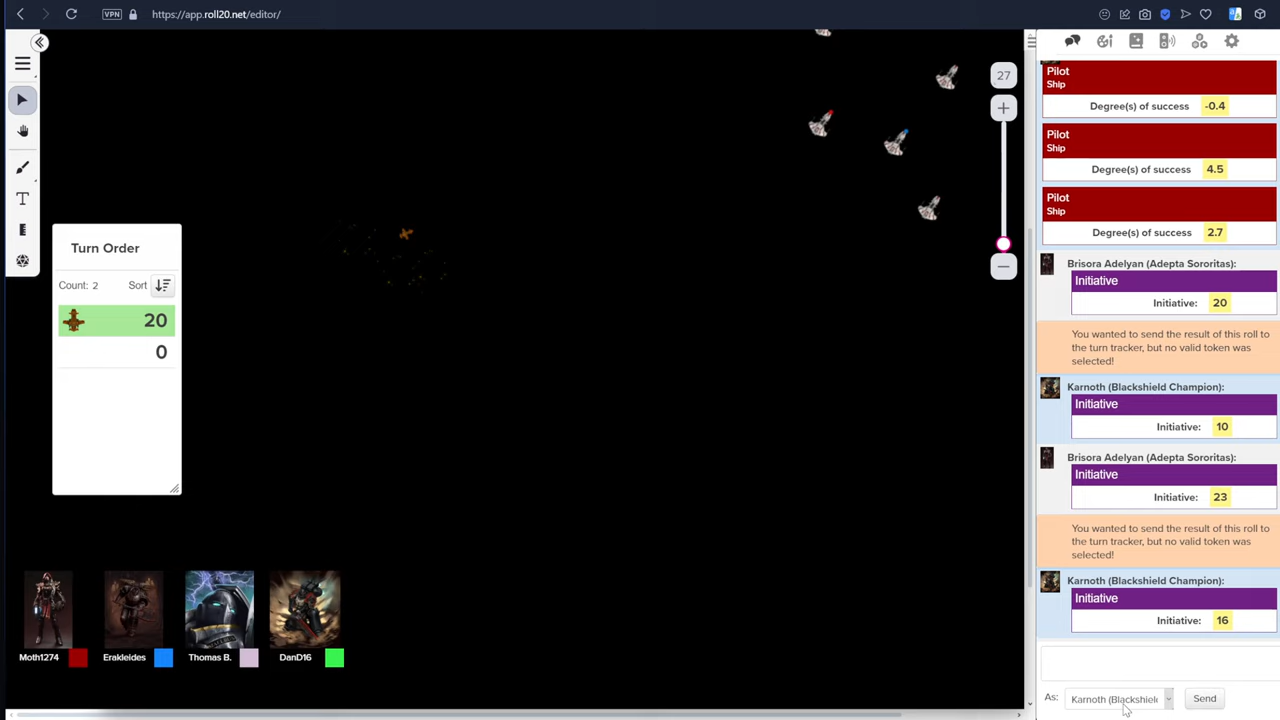 VPN
https://app.roll20.net/editor/
27
Turn Order
Count: 2
Sort
20
0
Moth1274
Erakleides
Thomas B.
DanD16
Pilot
Ship
Degree(s) of success -0.4
Pilot
Ship
Degree(s) of success 4.5
Pilot
Ship
Degree(s) of success 2.7
Brisora Adelyan (Adepta Sororitas):
Initiative
Initiative: 20
You wanted to send the result of this roll to
the turn tracker, but no valid token was
selected!
Karnoth (Blackshield Champion):
Initiative
Initiative: 10
Brisora Adelyan (Adepta Sororitas):
Initiative
Initiative: 23
You wanted to send the result of this roll to
the turn tracker, but no valid token was
selected!
Karnoth (Blackshield Champion):
Initiative
Initiative: 16
As: Karnoth (Blackshield
Send